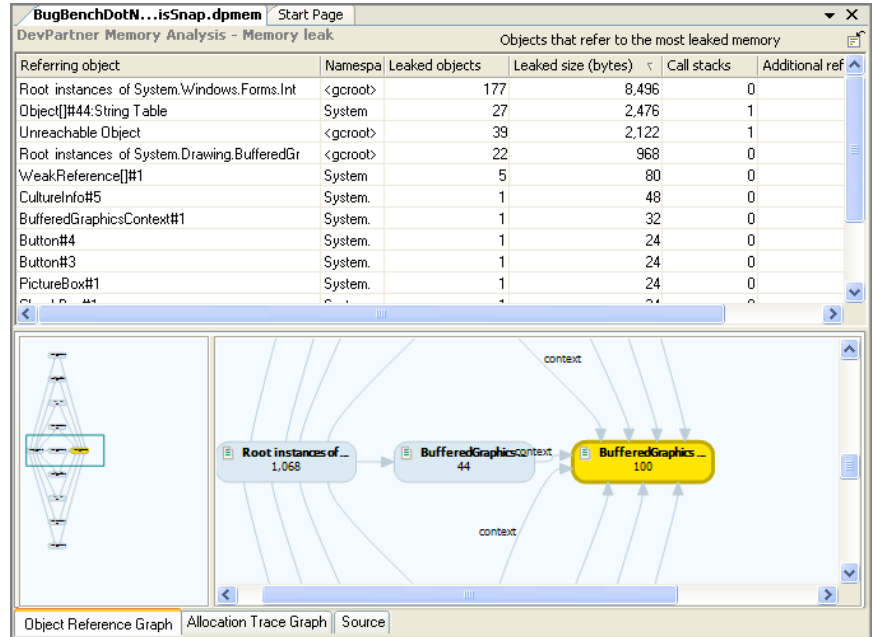 BugBenchDotN...isSnap.dpmem Start Page
DevPartner Memory Analysis - Memory leak Objects that refer to the most leaked memory
Referring object Namespa Leaked objects Leaked size (bytes) Call stacks Additional ref
Root instances of System.Windows.Forms.Int <gcroot> 177 8,496 0
Object[]#44:String Table System 27 2,476 1
Unreachable Object <gcroot> 39 2,122 1
Root instances of System.Drawing.BufferedGr <gcroot> 22 968 0
WeakReference[]#1 System 5 80 0
CultureInfo#5 System. 1 48 0
BufferedGraphicsContext#1 System. 1 32 0
Button#4 System. 1 24 0
Button#3 System. 1 24 0
PictureBox#1 System. 1 24 0
context
Root instances of ... BufferedGraphics... context BufferedGraphics ...
1,068 44 100
context
Object Reference Graph Allocation Trace Graph Source